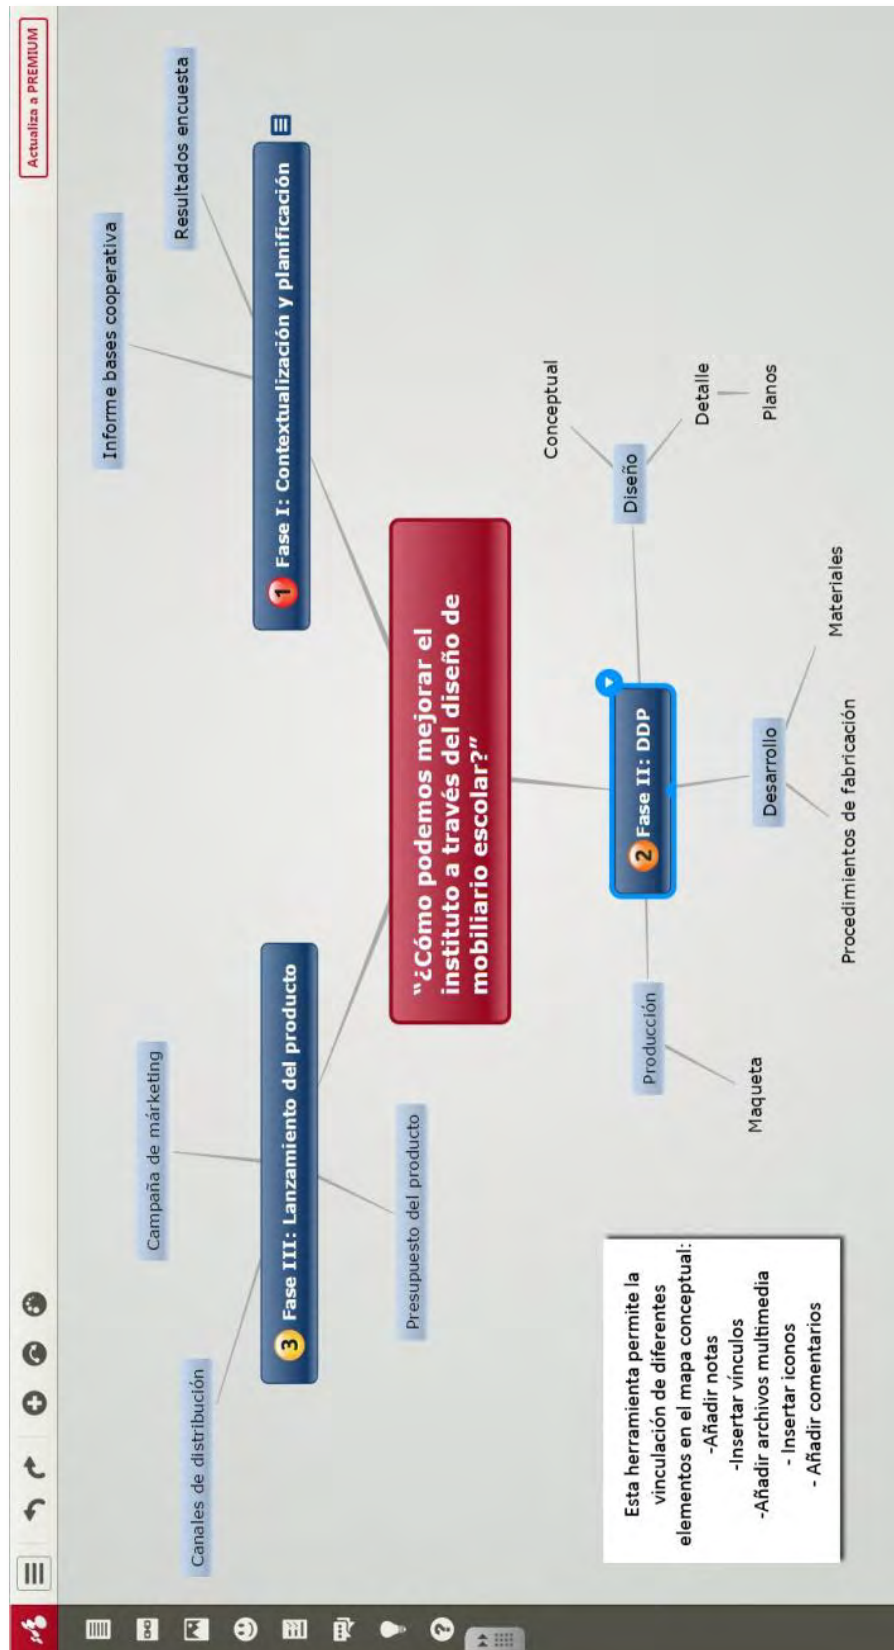 Actualiza a PREMIUM
Canales de distribución
Campaña de márketing
3 Fase III: Lanzamiento del producto
Presupuesto del producto
Informe bases cooperativa
Resultados encuesta
1 Fase I: Contextualización y planificación
"¿Cómo podemos mejorar el
instituto a través del diseño de
mobiliario escolar?"
2 Fase II: DDP
Producción
Maqueta
Desarrollo
Procedimientos de fabricación
Materiales
Diseño
Conceptual
Detalle
Planos
Esta herramienta permite la
vinculación de diferentes
elementos en el mapa conceptual:
-Añadir notas
-Insertar vínculos
-Añadir archivos multimedia
- Insertar iconos
- Añadir comentarios